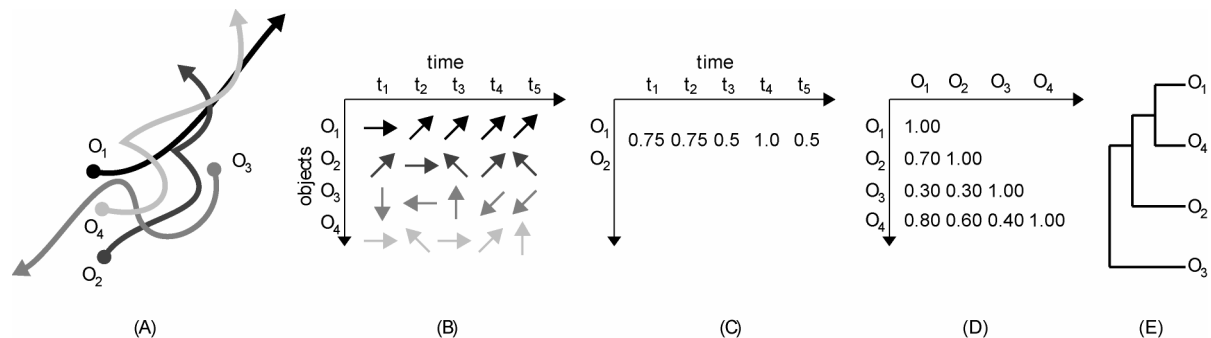 O₁
O₃
O₄
O₂
(A)
time
t₁ t₂ t₃ t₄ t₅
objects
O₁
O₂
O₃
O₄
(B)
time
t₁ t₂ t₃ t₄ t₅
O₁
0.75 0.75 0.5 1.0 0.5
O₂
(C)
O₁ O₂ O₃ O₄
O₁ 1.00
O₂ 0.70 1.00
O₃ 0.30 0.30 1.00
O₄ 0.80 0.60 0.40 1.00
(D)
O₁
O₄
O₂
O₃
(E)